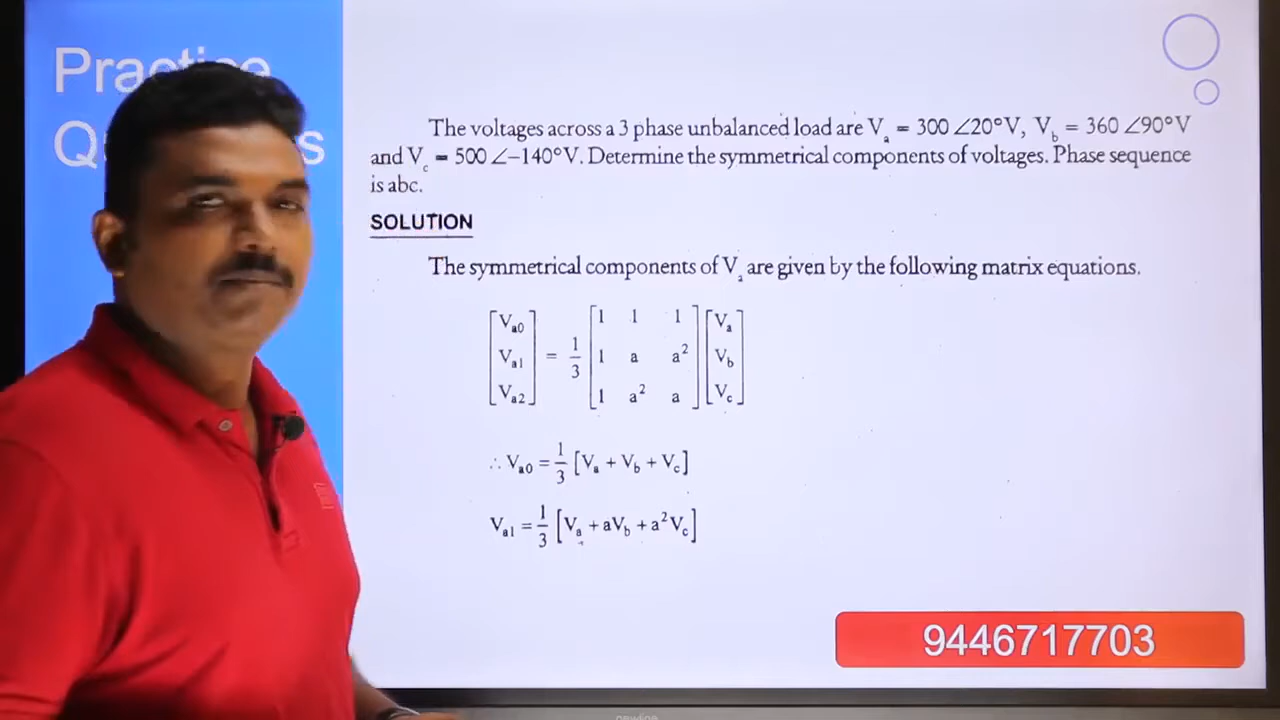 The voltages across a 3 phase unbalanced load are Va = 300 ∠20°V, Vb = 360 ∠90°V
and Vc = 500 ∠−140°V. Determine the symmetrical components of voltages. Phase sequence
is abc.
SOLUTION
The symmetrical components of Va are given by the following matrix equations.
[Va0] = 1/3 [1 1 1] [Va]
[Va1] [1 a a²] [Vb]
[Va2] [1 a² a] [Vc]
∴ Va0 = 1/3 [Va + Vb + Vc]
Va1 = 1/3 [Va + aVb + a²Vc]
9446717703
newline